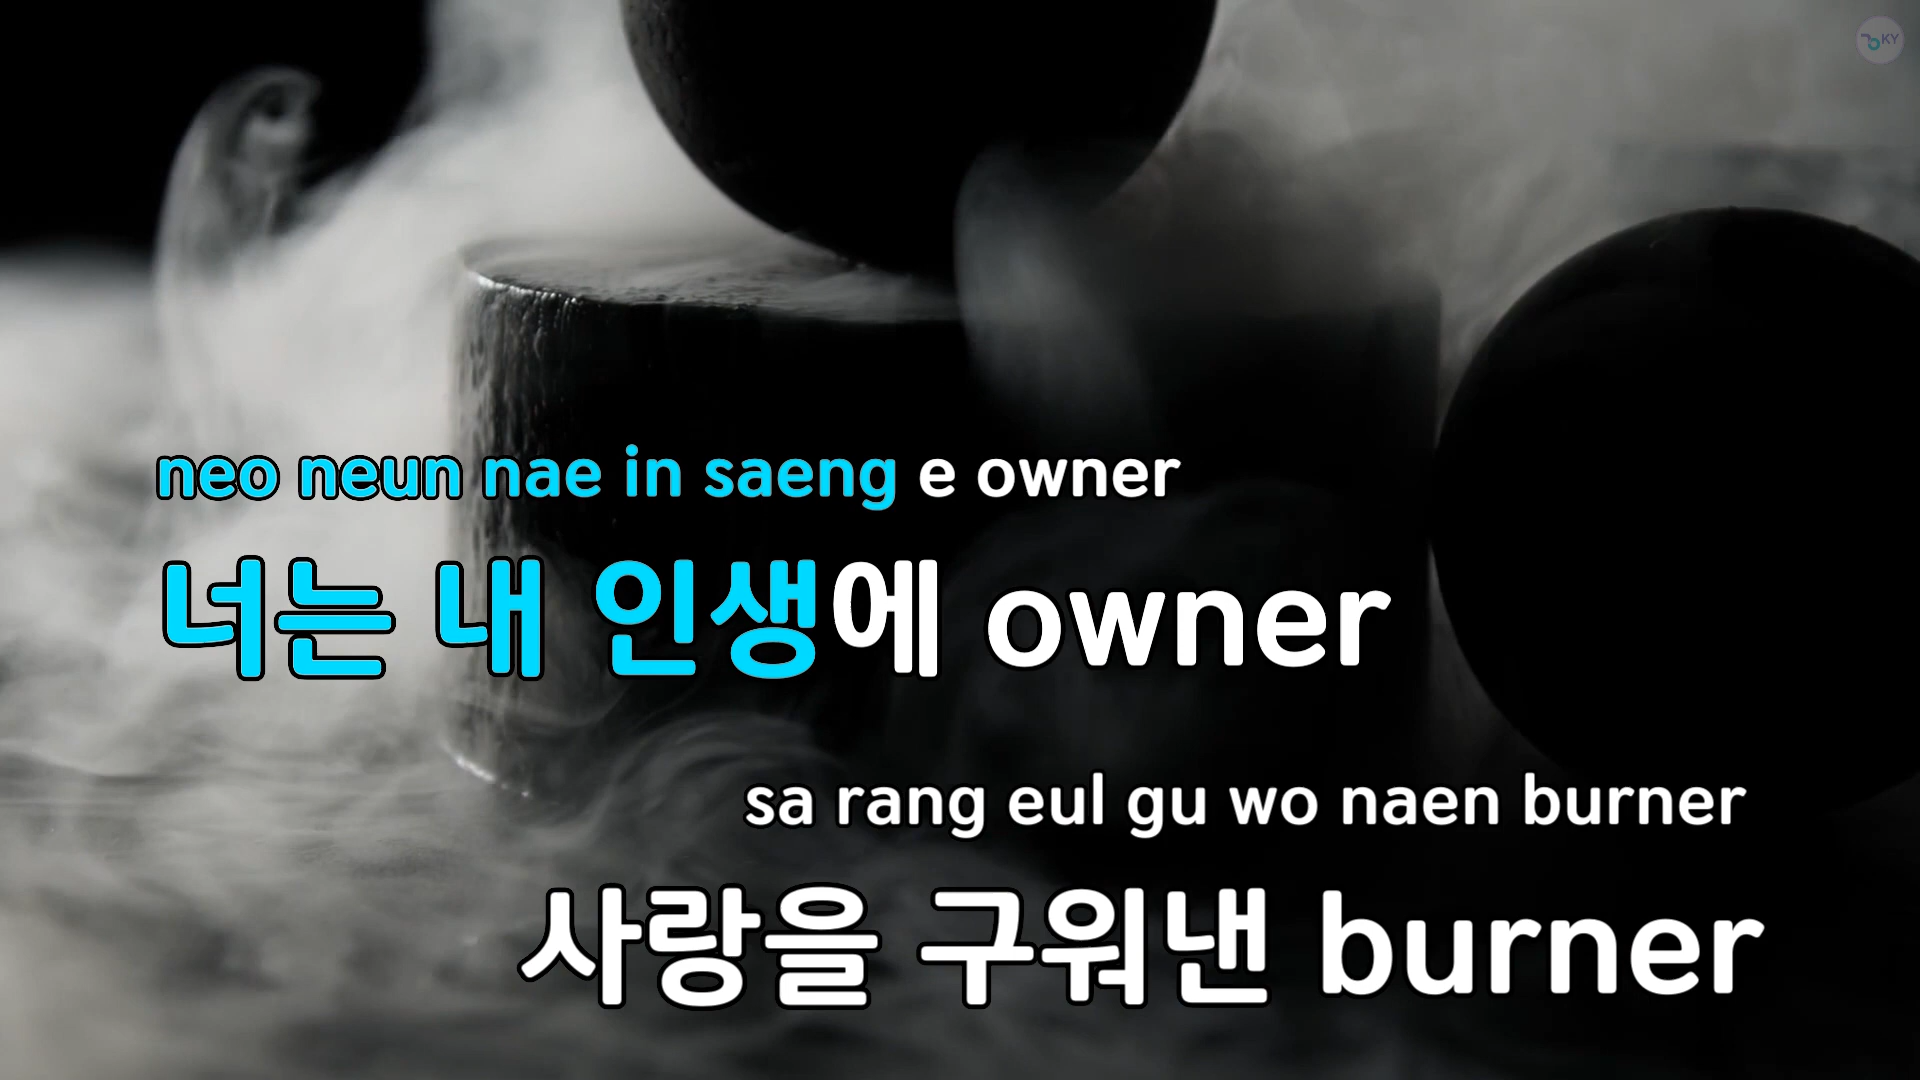 KY
neo neun nae in saeng e owner
너는 내 인생에 owner
sa rang eul gu wo naen burner
사랑을 구워낸 burner